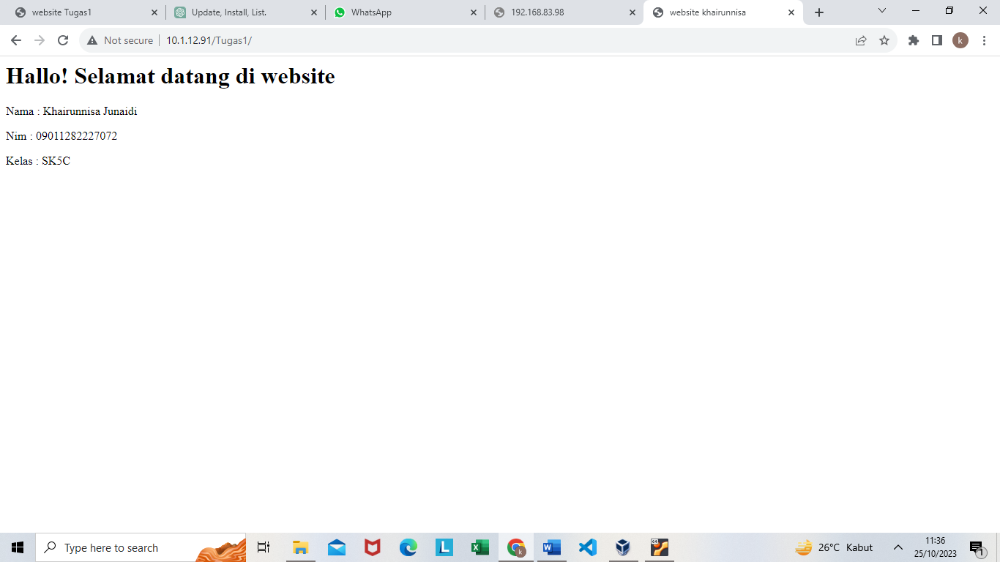 website Tugas1
Update, Install, List.
WhatsApp
192.168.83.98
website khairunnisa
Not secure
10.1.12.91/Tugas1/
k
Hallo! Selamat datang di website
Nama : Khairunnisa Junaidi
Nim : 09011282227072
Kelas : SK5C
Type here to search
L
k
26°C Kabut
11:36
25/10/2023
1